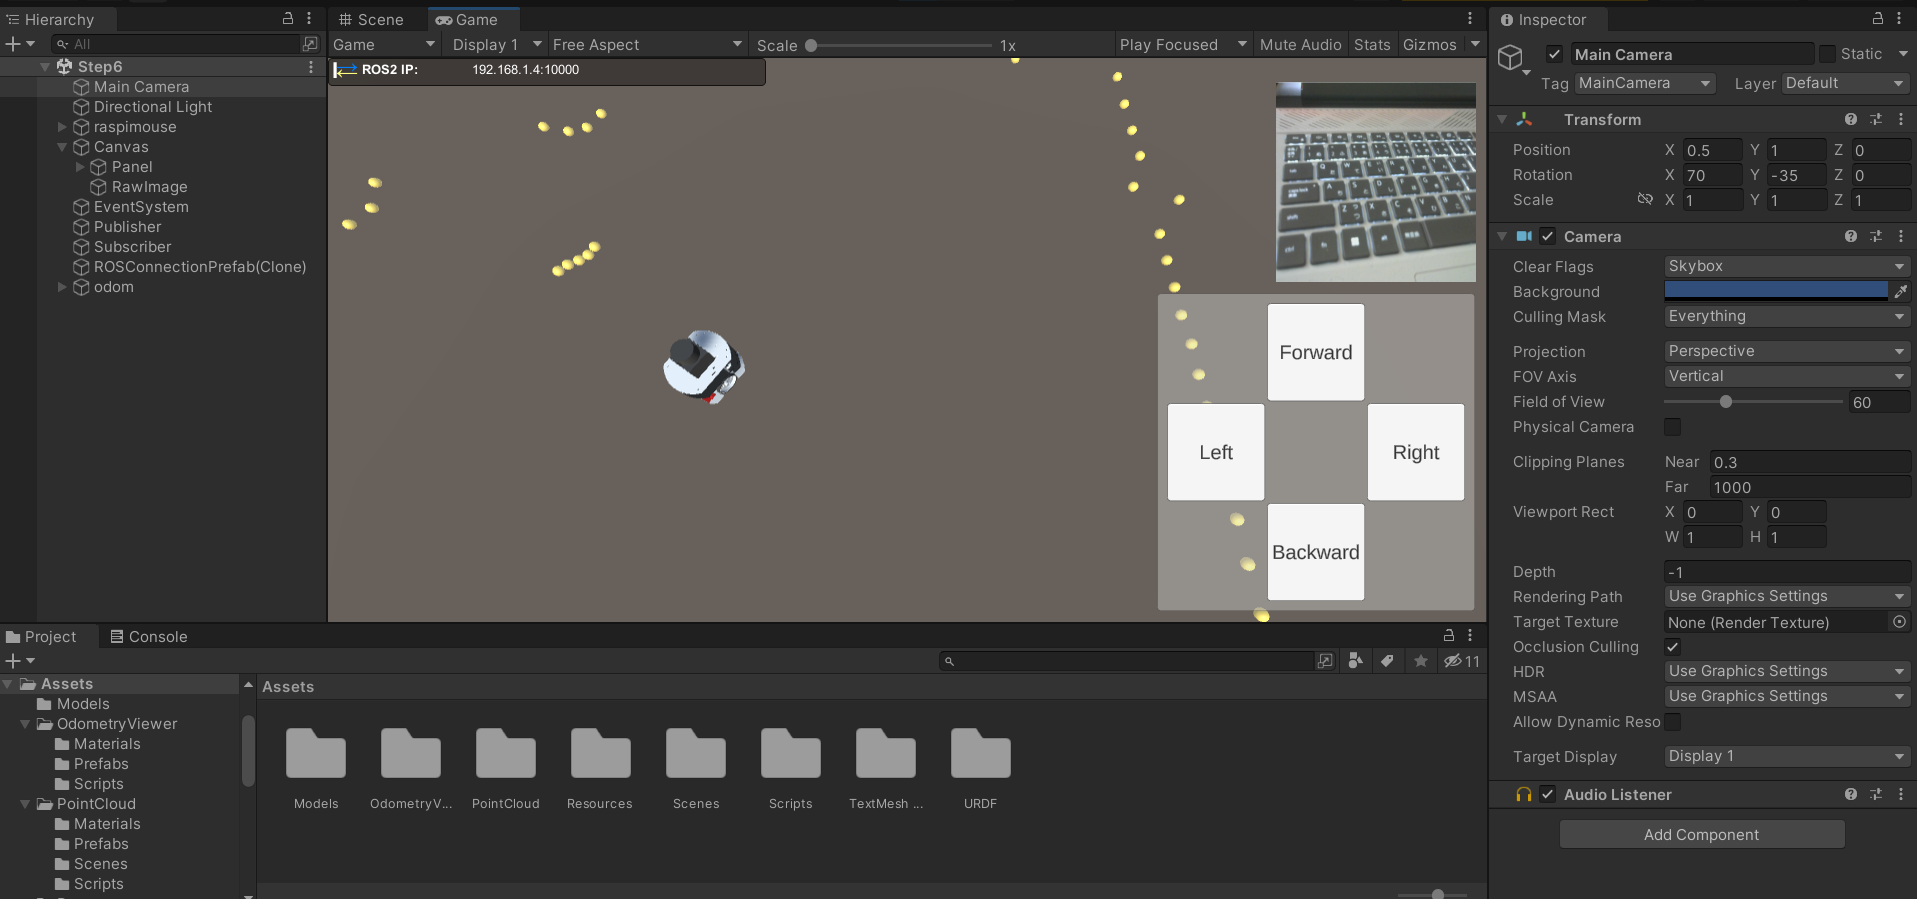 Hierarchy
All
Step6
Main Camera
Directional Light
raspimouse
Canvas
Panel
RawImage
EventSystem
Publisher
Subscriber
ROSConnectionPrefab(Clone)
odom
Scene
Game
Game
Display 1
Free Aspect
Scale
1x
Play Focused
Mute Audio
Stats
Gizmos
ROS2 IP:
192.168.1.4:10000
Forward
Left
Right
Backward
Inspector
Main Camera
Static
Tag
MainCamera
Layer
Default
Transform
Position
X 0.5 Y 1 Z 0
Rotation
X 70 Y -35 Z 0
Scale
X 1 Y 1 Z 1
Camera
Clear Flags
Skybox
Background
Culling Mask
Everything
Projection
Perspective
FOV Axis
Vertical
Field of View
60
Physical Camera
Clipping Planes
Near 0.3
Far 1000
Viewport Rect
X 0 Y 0
W 1 H 1
Depth
-1
Rendering Path
Use Graphics Settings
Target Texture
None (Render Texture)
Occlusion Culling
HDR
Use Graphics Settings
MSAA
Use Graphics Settings
Allow Dynamic Reso
Target Display
Display 1
Audio Listener
Add Component
Project
Console
11
Assets
Models
OdometryViewer
Materials
Prefabs
Scripts
PointCloud
Materials
Prefabs
Scenes
Scripts
Assets
Models
OdometryV...
PointCloud
Resources
Scenes
Scripts
TextMesh ...
URDF